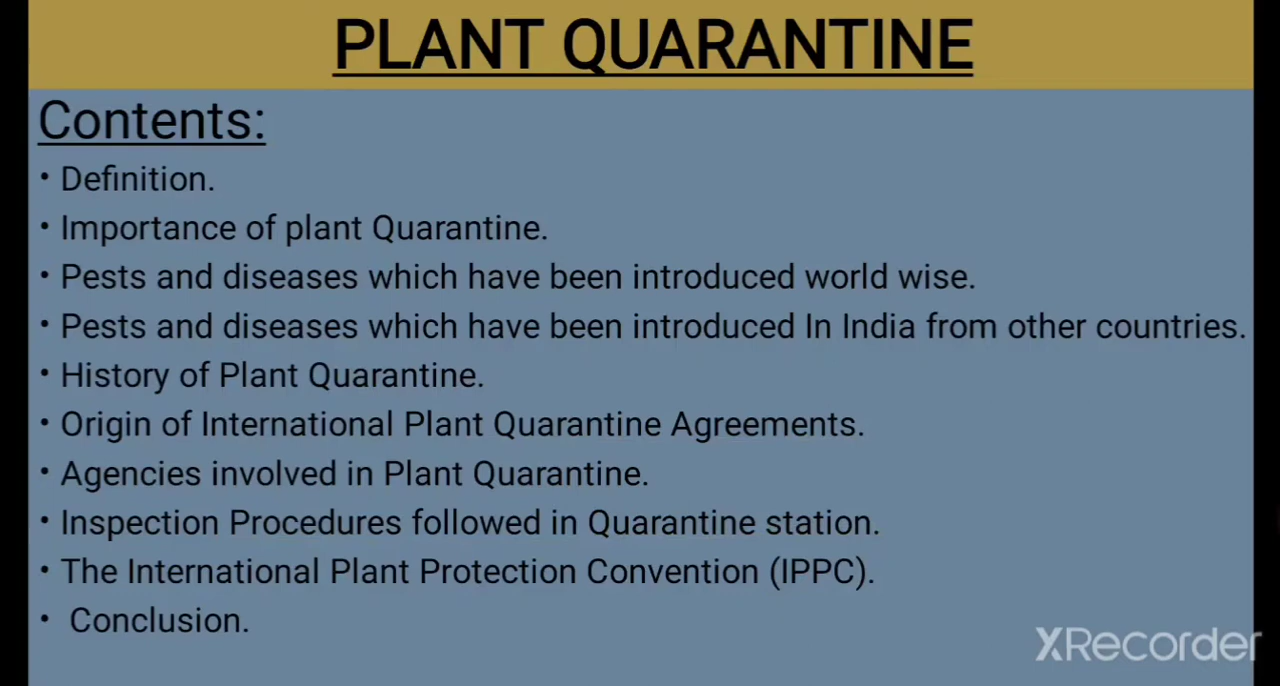 PLANT QUARANTINE
Contents:
• Definition.
• Importance of plant Quarantine.
• Pests and diseases which have been introduced world wise.
• Pests and diseases which have been introduced In India from other countries.
• History of Plant Quarantine.
• Origin of International Plant Quarantine Agreements.
• Agencies involved in Plant Quarantine.
• Inspection Procedures followed in Quarantine station.
• The International Plant Protection Convention (IPPC).
• Conclusion.
XRecorder